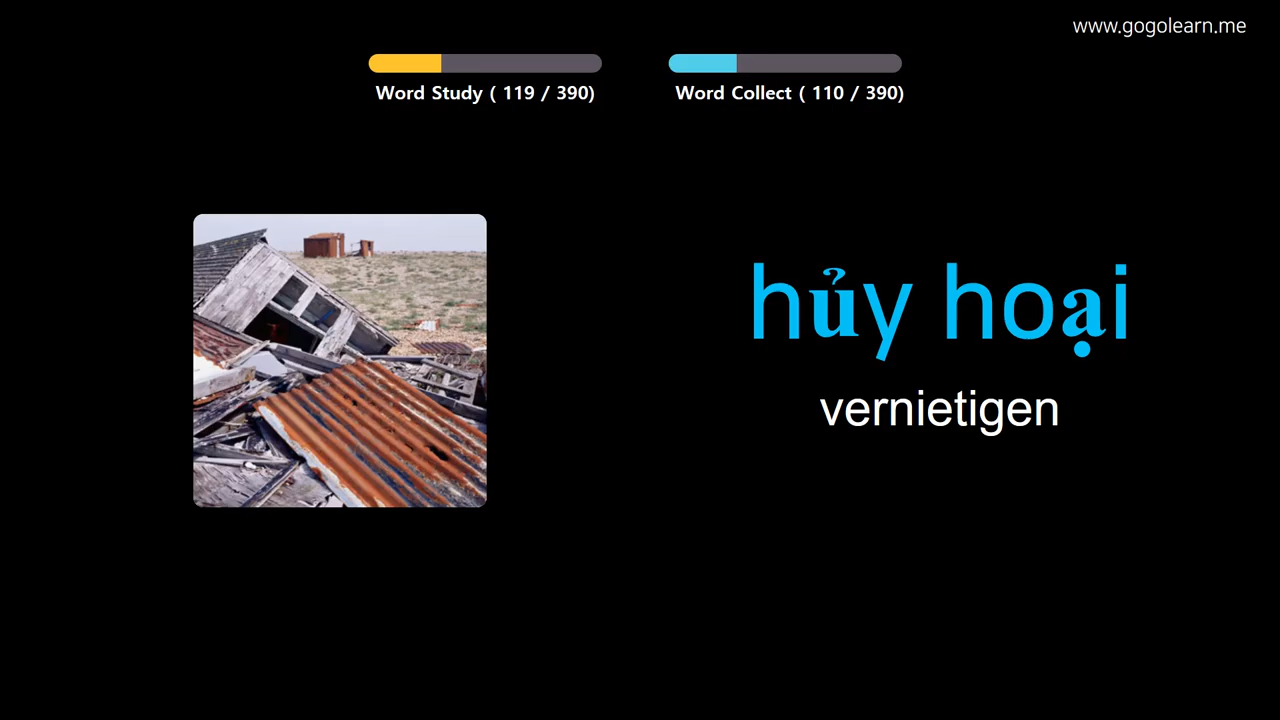 www.gogolearn.me
Word Study ( 119 / 390)
Word Collect ( 110 / 390)
hủy hoại
vernietigen